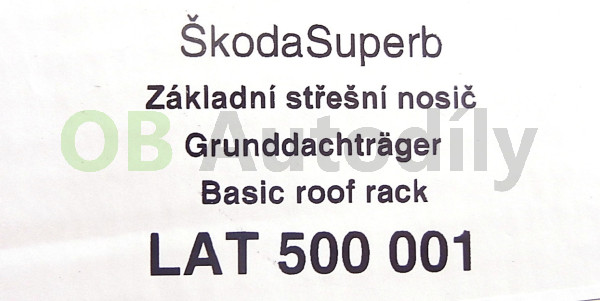 ŠkodaSuperb
Základní střešní nosič
OB Autodíly
Grunddachträger
Basic roof rack
LAT 500 001